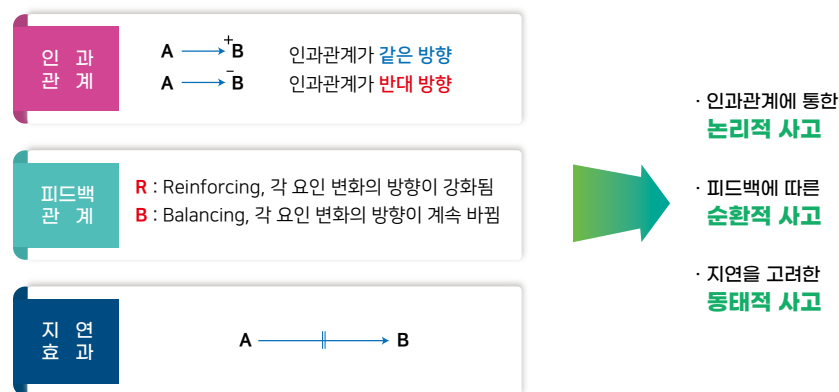 인 과
관 계
A → + B 인과관계가 같은 방향
A → - B 인과관계가 반대 방향
피드백
관 계
R : Reinforcing, 각 요인 변화의 방향이 강화됨
B : Balancing, 각 요인 변화의 방향이 계속 바뀜
지 연
효 과
A → B
· 인과관계에 통한
논리적 사고
· 피드백에 따른
순환적 사고
· 지연을 고려한
동태적 사고